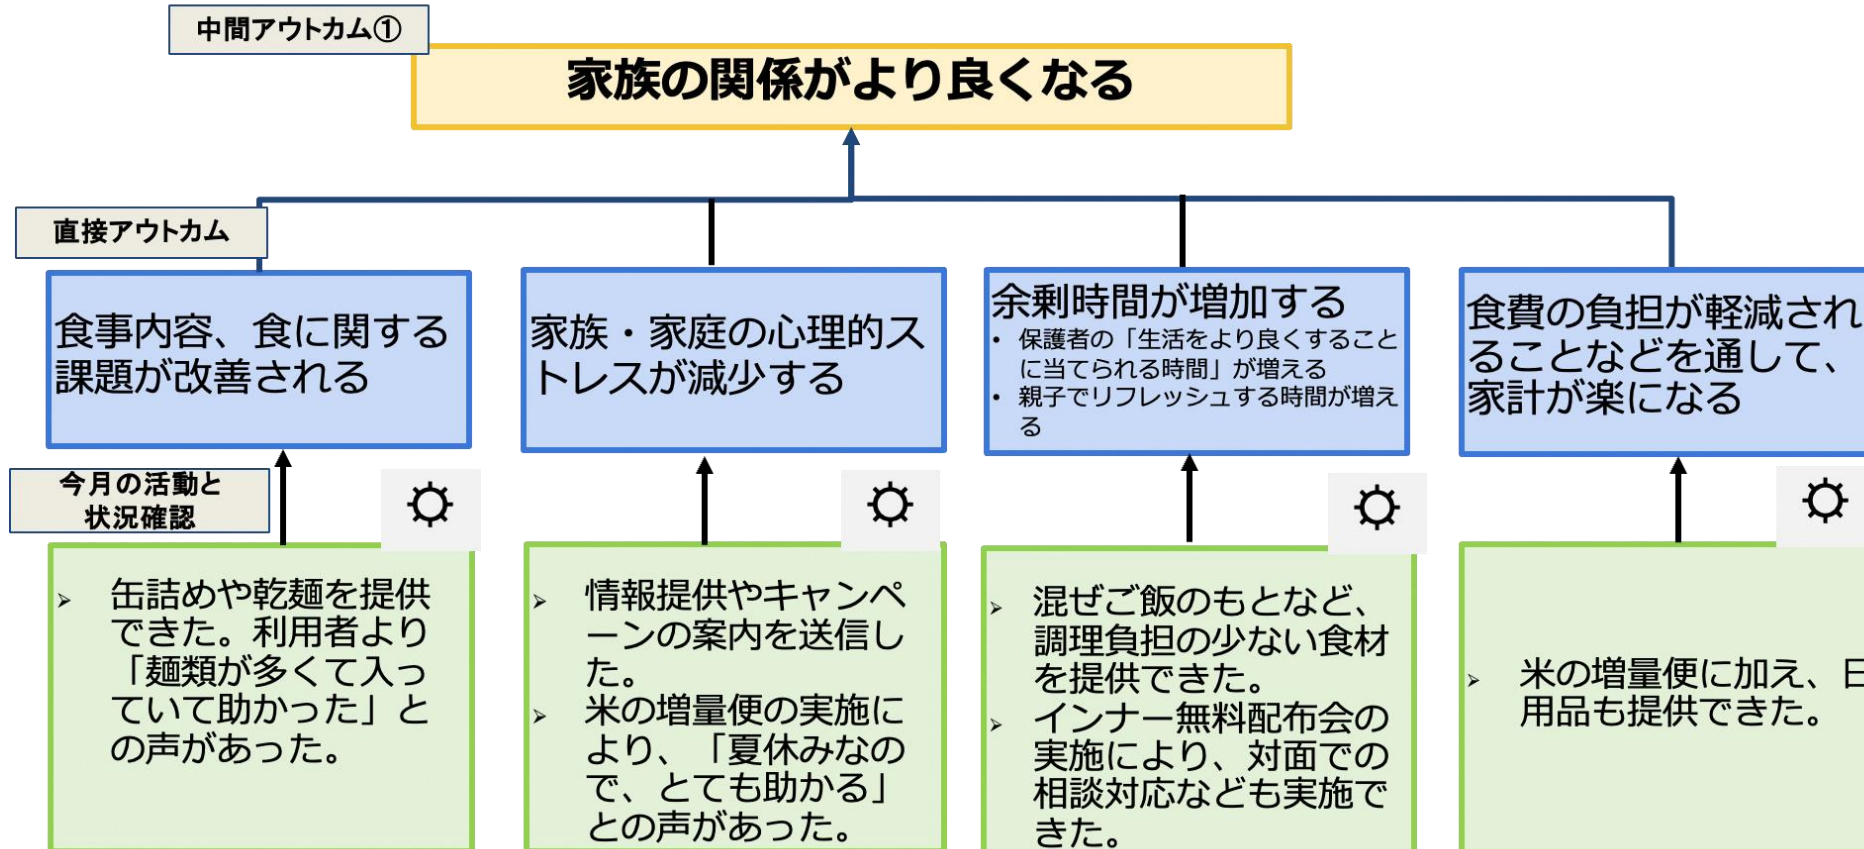 中間アウトカム①
家族の関係がより良くなる
直接アウトカム
食事内容、食に関する
課題が改善される
家族・家庭の心理的ス
トレスが減少する
余剰時間が増加する
• 保護者の「生活をより良くすること
に当てられる時間」が増える
• 親子でリフレッシュする時間が増え
る
食費の負担が軽減され
ることなどを通して、
家計が楽になる
今月の活動と
状況確認
➢ 缶詰めや乾麺を提供
できた。利用者より
「麺類が多くて入っ
ていて助かった」と
の声があった。
➢ 情報提供やキャンペ
ーンの案内を送信し
た。
➢ 米の増量便の実施に
より、「夏休みなの
で、とても助かる」
との声があった。
➢ 混ぜご飯のもとなど、
調理負担の少ない食材
を提供できた。
➢ インナー無料配布会の
実施により、対面での
相談対応なども実施で
きた。
➢ 米の増量便に加え、日
用品も提供できた。